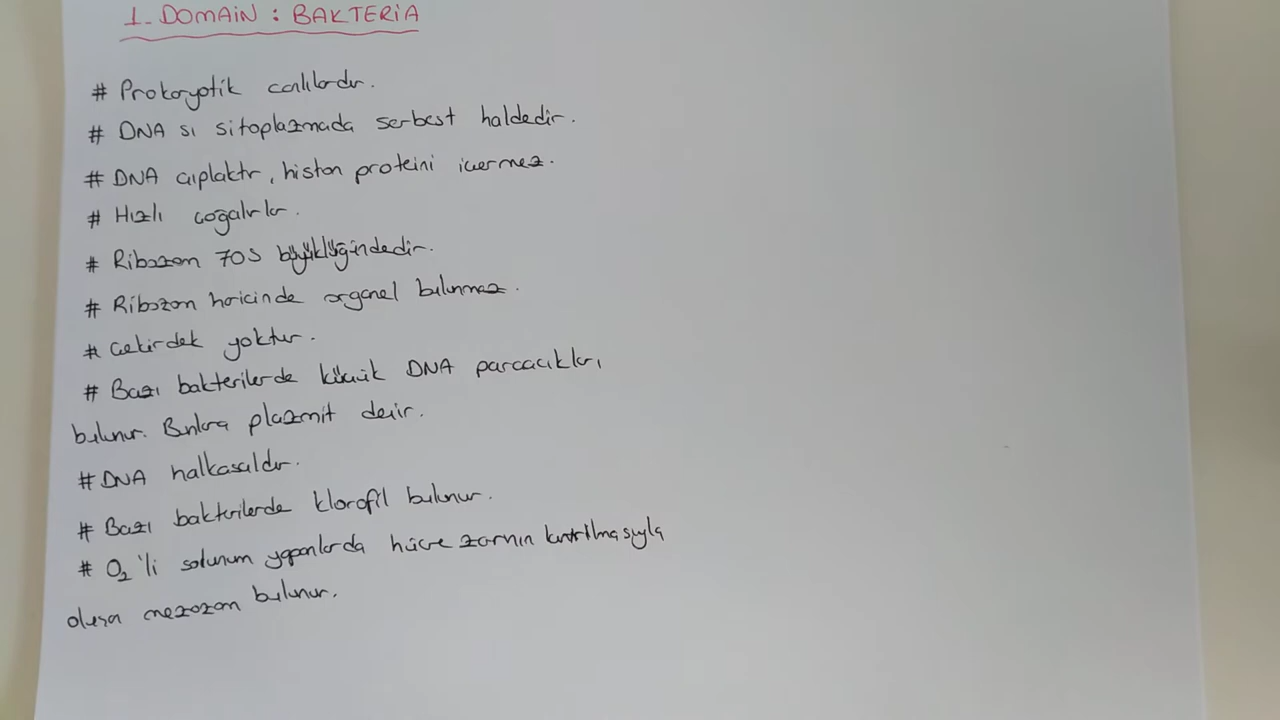 1. DOMAIN : BAKTERİA
# Prokaryotik canlılardır.
# DNA sı sitoplazmada serbest haldedir.
# DNA çıplaktır, histon proteini içermez.
# Hızlı çoğalırlar.
# Ribozom 70S büyüklüğündedir.
# Ribozom haricinde organel bulunmaz.
# Çekirdek yoktur.
# Bazı bakterilerde küçük DNA parçacıkları
bulunur. Bunlara plazmit denir.
# DNA halkasaldır.
# Bazı bakterilerde klorofil bulunur.
# O₂'li solunum yapanlarda hücre zarının kıvrılmasıyla
oluşan mezozom bulunur.